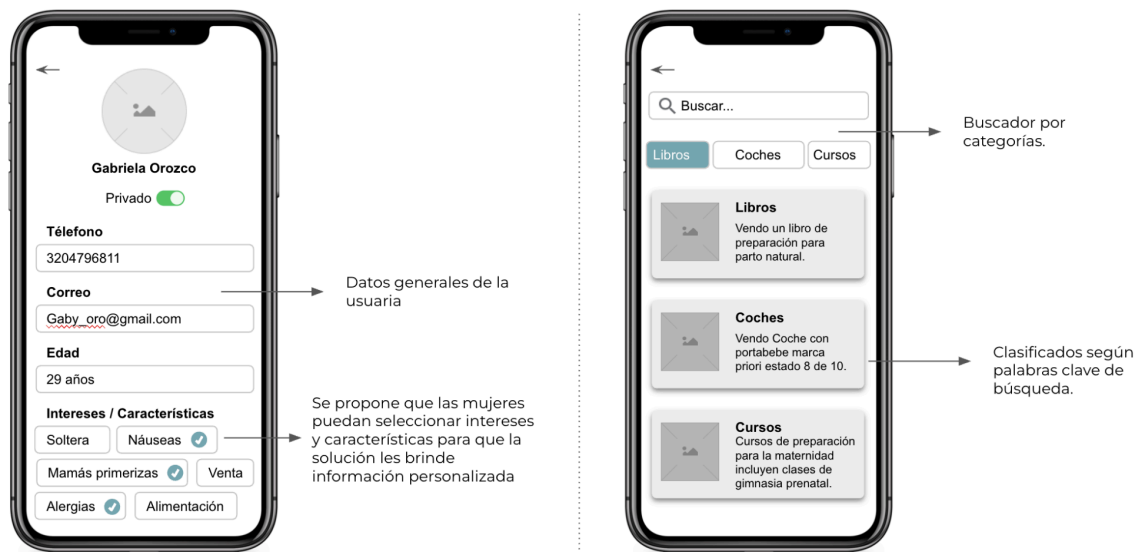 Gabriela Orozco
Privado
Télefono
3204796811
Correo
Gaby_oro@gmail.com
Edad
29 años
Intereses / Características
Soltera
Náuseas
Mamás primerizas
Venta
Alergias
Alimentación
Datos generales de la
usuaria
Se propone que las mujeres
puedan seleccionar intereses
y características para que la
solución les brinde
información personalizada
Buscar...
Libros
Coches
Cursos
Libros
Vendo un libro de
preparación para
parto natural.
Coches
Vendo Coche con
portabebe marca
priori estado 8 de 10.
Cursos
Cursos de preparación
para la maternidad
incluyen clases de
gimnasia prenatal.
Buscador por
categorías.
Clasificados según
palabras clave de
búsqueda.